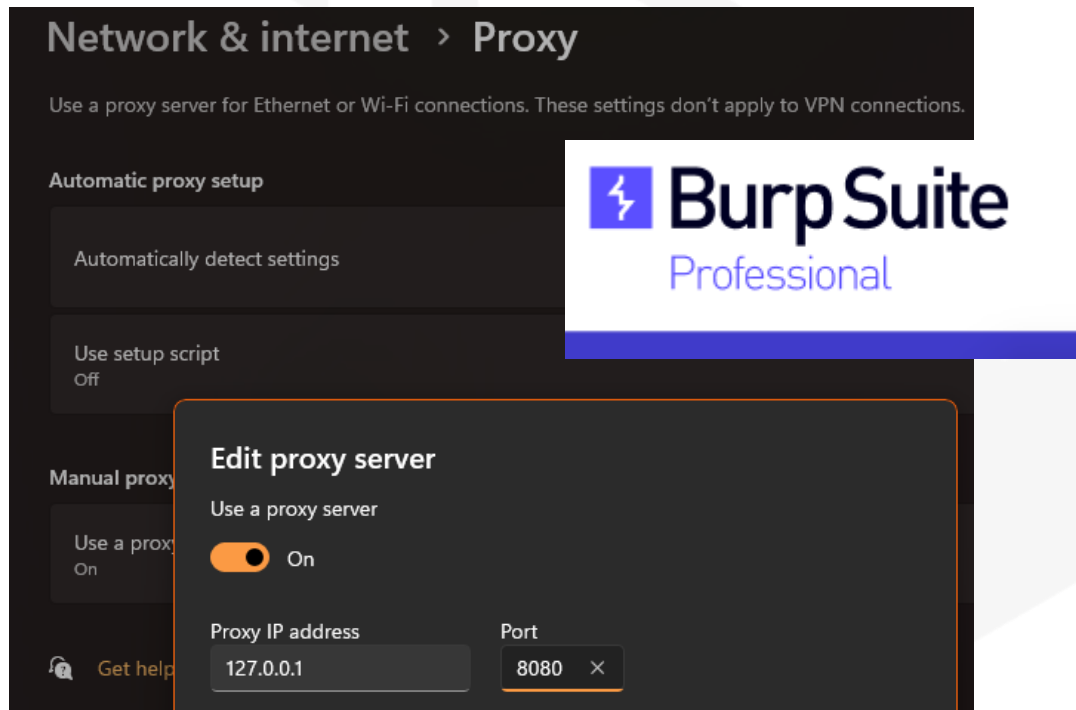 Network & internet > Proxy
Use a proxy server for Ethernet or Wi-Fi connections. These settings don't apply to VPN connections.
Automatic proxy setup
Burp Suite
Professional
Automatically detect settings
Use setup script
Off
Edit proxy server
Manual proxy
Use a proxy server
Use a proxy
On
On
Proxy IP address
Port
127.0.0.1
8080
Get help